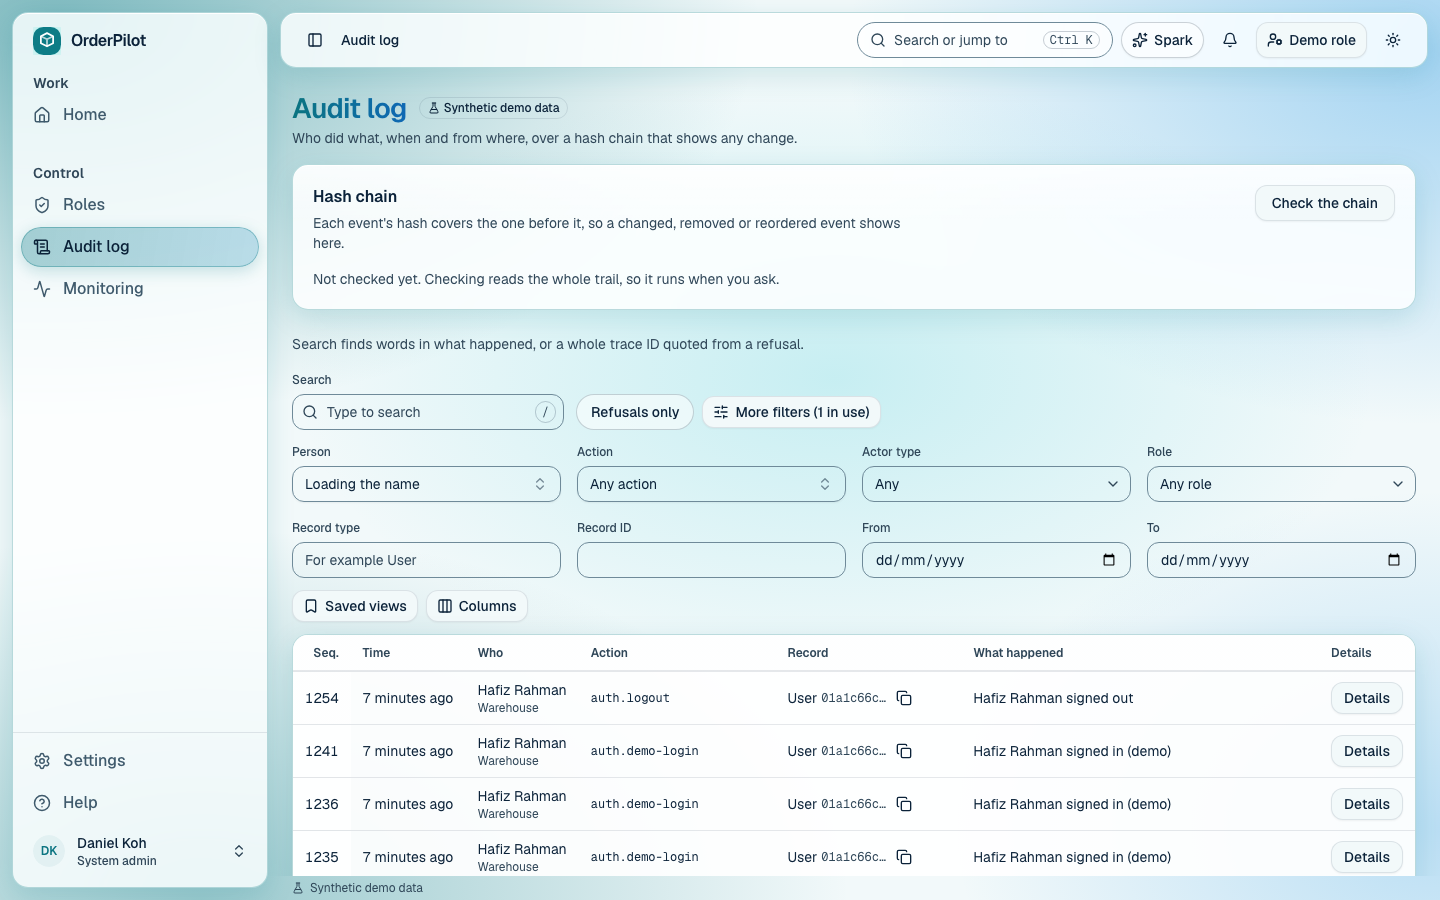 OrderPilot
Work
Home
Control
Roles
Audit log
Monitoring
Settings
Help
DK
Daniel Koh
System admin
Audit log
Search or jump to
Ctrl K
Spark
Demo role
Audit log
Synthetic demo data
Who did what, when and from where, over a hash chain that shows any change.
Hash chain
Check the chain
Each event's hash covers the one before it, so a changed, removed or reordered event shows
here.
Not checked yet. Checking reads the whole trail, so it runs when you ask.
Search finds words in what happened, or a whole trace ID quoted from a refusal.
Search
Type to search
/
Refusals only
More filters (1 in use)
Person
Action
Actor type
Role
Loading the name
Any action
Any
Any role
Record type
Record ID
From
To
For example User
dd/mm/yyyy
dd/mm/yyyy
Saved views
Columns
Seq. Time Who Action Record What happened Details
1254 7 minutes ago Hafiz Rahman auth.logout User 01a1c66c… Hafiz Rahman signed out Details
Warehouse
1241 7 minutes ago Hafiz Rahman auth.demo-login User 01a1c66c… Hafiz Rahman signed in (demo) Details
Warehouse
1236 7 minutes ago Hafiz Rahman auth.demo-login User 01a1c66c… Hafiz Rahman signed in (demo) Details
Warehouse
1235 7 minutes ago Hafiz Rahman auth.demo-login User 01a1c66c… Hafiz Rahman signed in (demo) Details
Warehouse
Synthetic demo data